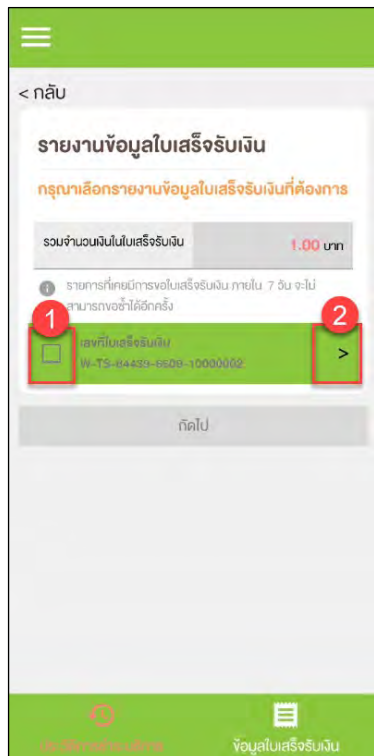 < กลับ
รายงานข้อมูลใบเสร็จรับเงิน
กรุณาเลือกรายงานข้อมูลใบเสร็จรับเงินที่ต้องการ
รวมจำนวนเงินในใบเสร็จรับเงิน 1.00 บาท
รายการที่เคยมีการขอใบเสร็จรับเงิน ภายใน 7 วัน จะไม่
สามารถขอซ้ำได้อีกครั้ง
1 2
เลขที่ใบเสร็จรับเงิน
>
ถัดไป
ข้อมูลใบเสร็จรับเงิน